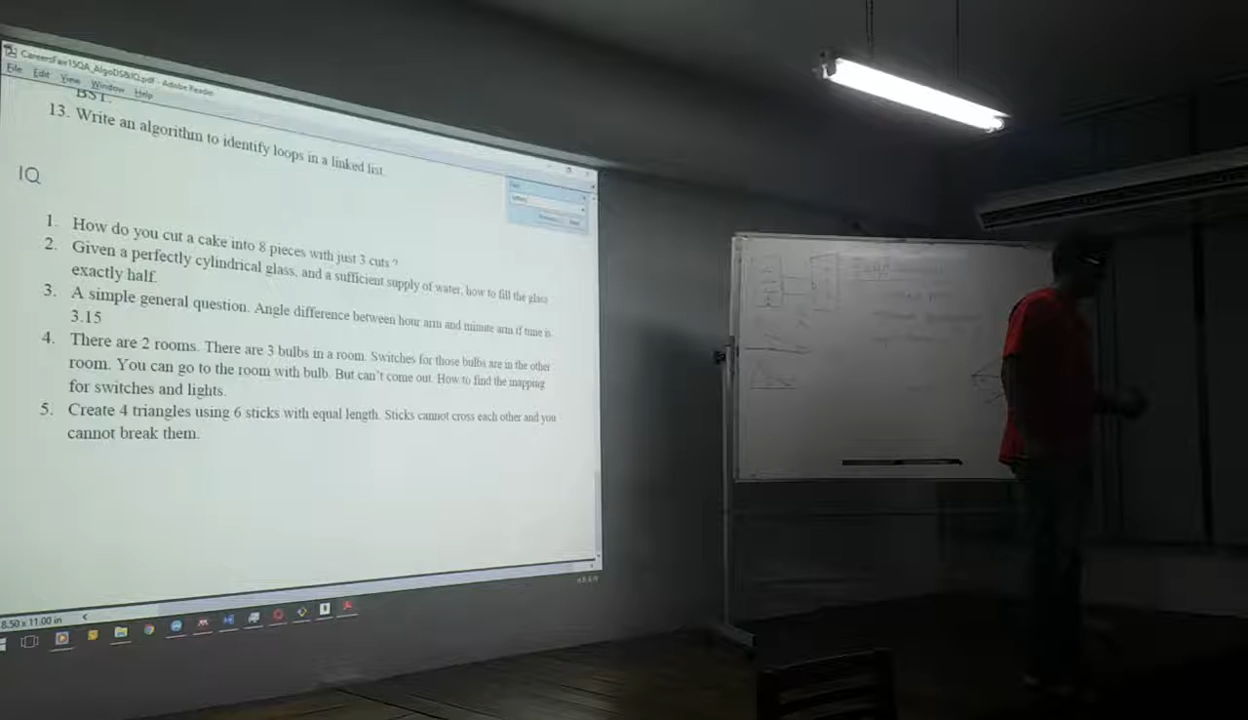 CareersFair15QA_AlgoDS&IQ.pdf - Adobe Reader
File Edit View Window Help
BST.
13. Write an algorithm to identify loops in a linked list.
IQ
1. How do you cut a cake into 8 pieces with just 3 cuts ?
2. Given a perfectly cylindrical glass, and a sufficient supply of water, how to fill the glass
exactly half.
3. A simple general question. Angle difference between hour arm and minute arm if time is
3.15
4. There are 2 rooms. There are 3 bulbs in a room. Switches for those bulbs are in the other
room. You can go to the room with bulb. But can't come out. How to find the mapping
for switches and lights.
5. Create 4 triangles using 6 sticks with equal length. Sticks cannot cross each other and you
cannot break them.
8.50 x 11.00 in